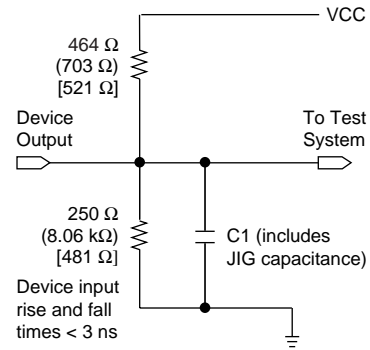 VCC
464 Ω
(703 Ω)
[521 Ω]
Device
Output
To Test
System
250 Ω
(8.06 kΩ)
[481 Ω]
C1 (includes
JIG capacitance)
Device input
rise and fall
times < 3 ns